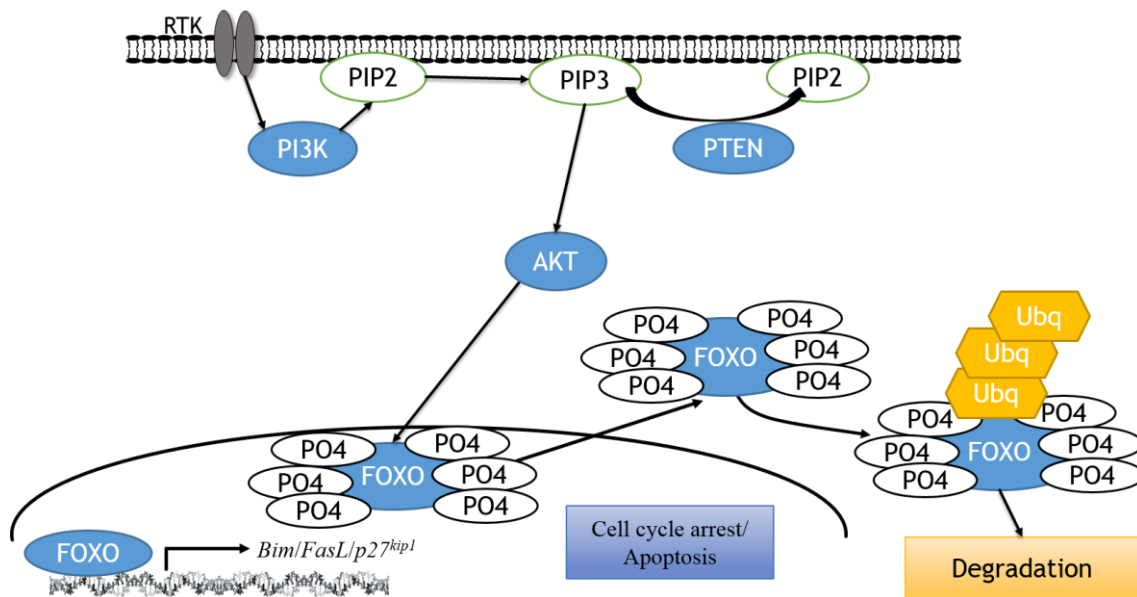 RTK
PIP2
PIP3
PIP2
PI3K
PTEN
AKT
PO4
PO4
PO4
FOXO
PO4
PO4
PO4
Ubq
Ubq
Ubq
PO4
PO4
PO4
FOXO
PO4
PO4
PO4
PO4
PO4
PO4
FOXO
PO4
PO4
PO4
Cell cycle arrest/
Apoptosis
FOXO
Bim/FasL/p27kip1
Degradation